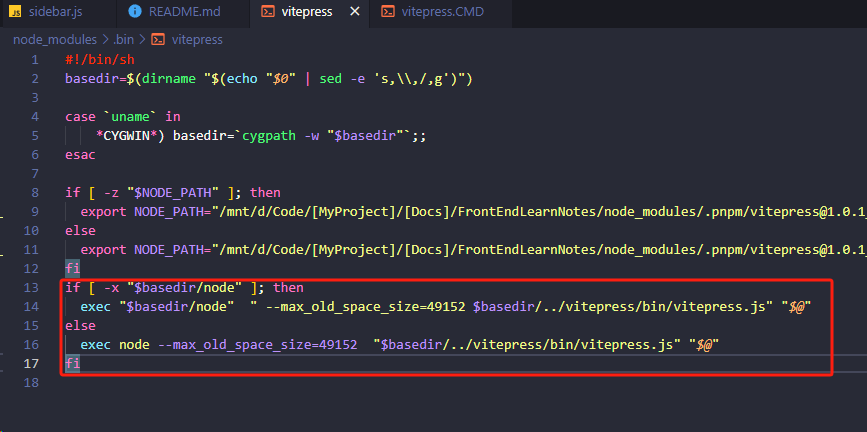 JS sidebar.js README.md vitepress vitepress.CMD
node_modules > .bin > vitepress
1 #!/bin/sh
2 basedir=$(dirname "$(echo "$0" | sed -e 's,\\,/,g')")
3
4 case `uname` in
5     *CYGWIN*) basedir=`cygpath -w "$basedir"`;;
6 esac
7
8 if [ -z "$NODE_PATH" ]; then
9   export NODE_PATH="/mnt/d/Code/[MyProject]/[Docs]/FrontEndLearnNotes/node_modules/.pnpm/vitepress@1.0.1_
10 else
11   export NODE_PATH="/mnt/d/Code/[MyProject]/[Docs]/FrontEndLearnNotes/node_modules/.pnpm/vitepress@1.0.1_
12 fi
13 if [ -x "$basedir/node" ]; then
14   exec "$basedir/node"  " --max_old_space_size=49152 $basedir/../vitepress/bin/vitepress.js" "$@"
15 else
16   exec node --max_old_space_size=49152  "$basedir/../vitepress/bin/vitepress.js" "$@"
17 fi
18